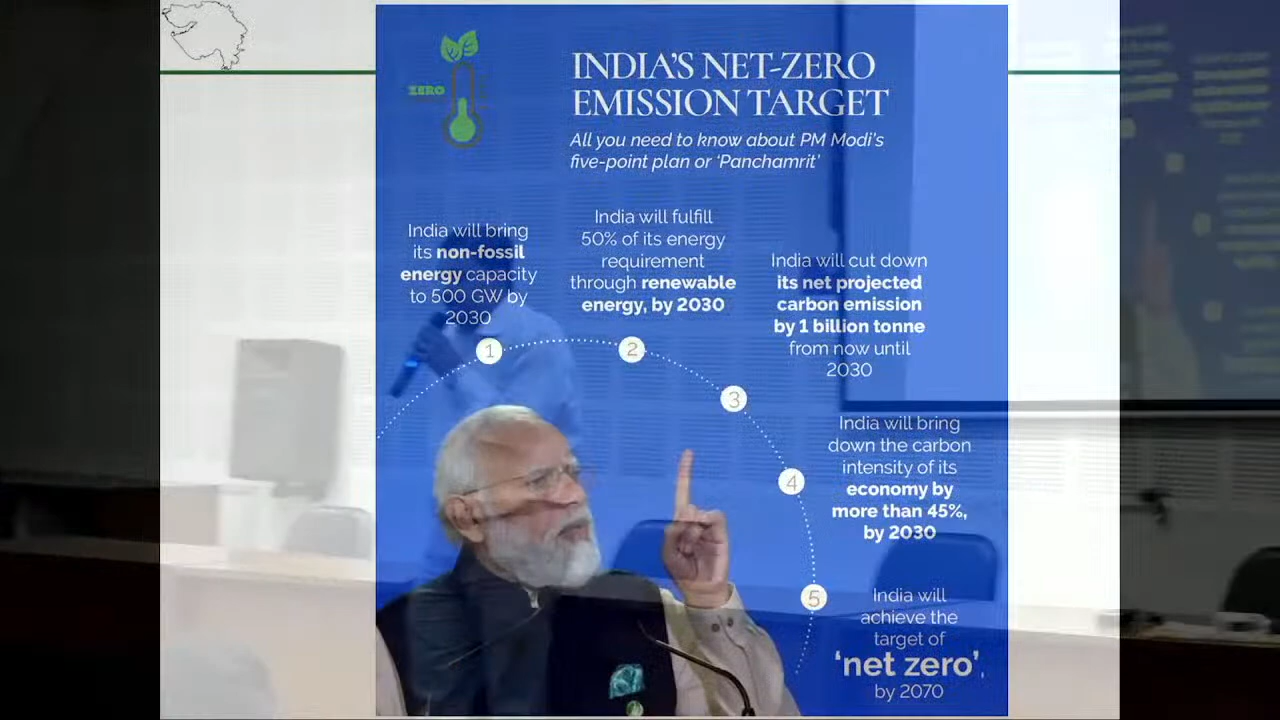 ZERO
INDIA'S NET-ZERO
EMISSION TARGET
All you need to know about PM Modi's
five-point plan or 'Panchamrit'
India will bring
its non-fossil
energy capacity
to 500 GW by
2030
India will fulfill
50% of its energy
requirement
through renewable
energy, by 2030
India will cut down
its net projected
carbon emission
by 1 billion tonne
from now until
2030
1
2
3
India will bring
down the carbon
intensity of its
economy by
more than 45%,
by 2030
4
5
India will
achieve the
target of
'net zero',
by 2070